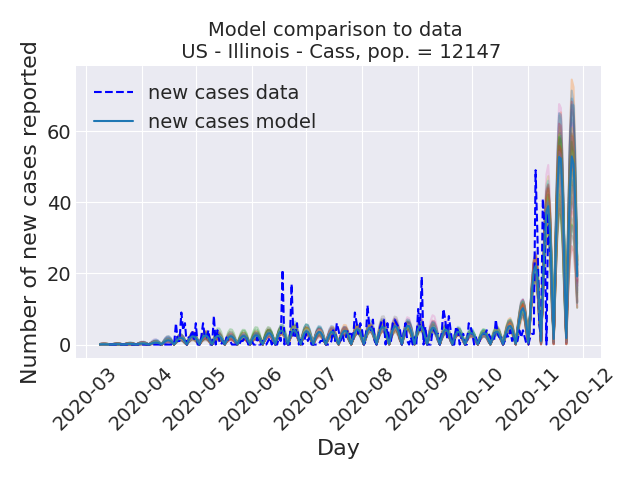 Model comparison to data
US - Illinois - Cass, pop. = 12147
new cases data
new cases model
Number of new cases reported
60
40
20
0
2020-03
2020-04
2020-05
2020-06
2020-07
2020-08
2020-09
2020-10
2020-11
2020-12
Day